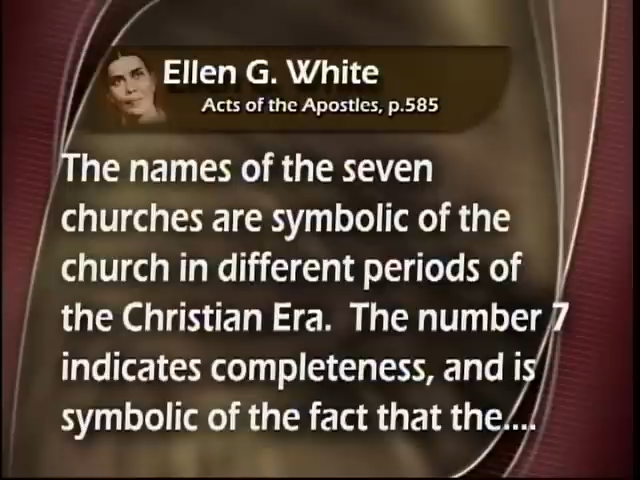 Ellen G. White
Acts of the Apostles, p.585
The names of the seven
churches are symbolic of the
church in different periods of
the Christian Era.  The number 7
indicates completeness, and is
symbolic of the fact that the....